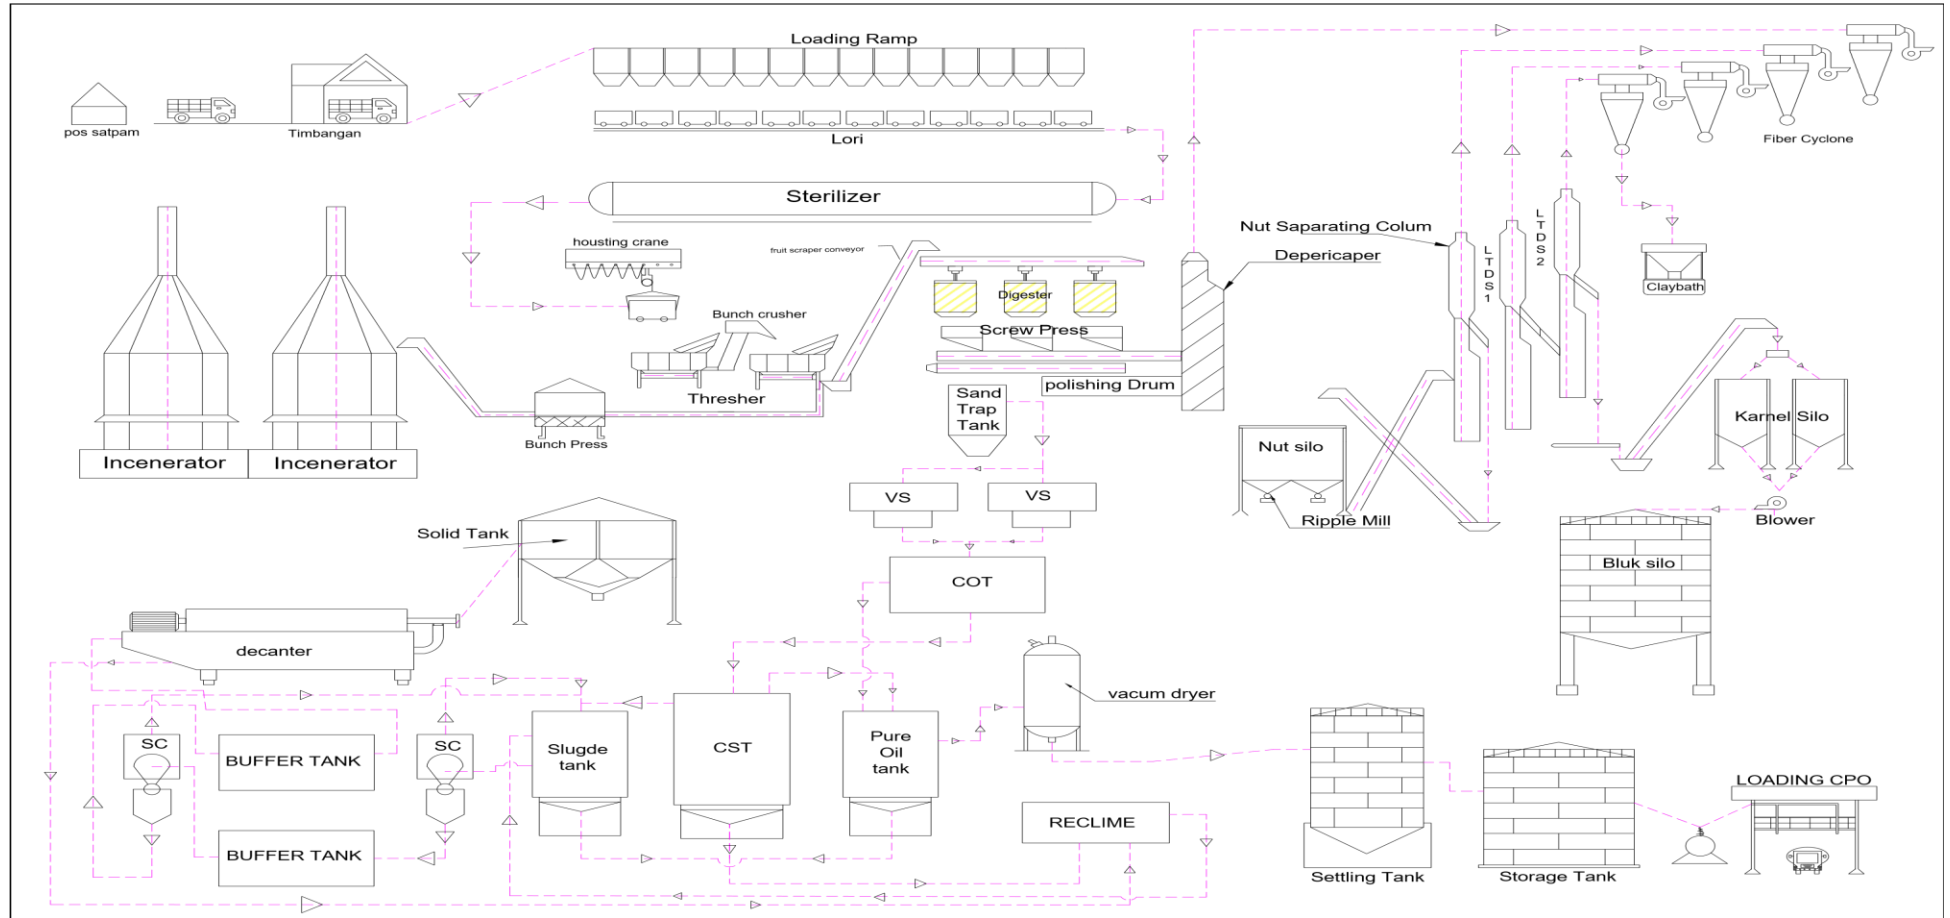 Loading Ramp
pos satpam
Timbangan
Lori
Fiber Cyclone
Sterilizer
housting crane
fruit scraper conveyor
Nut Saparating Colum
Depericaper
LTDS1
LTDS2
Claybath
Digester
Bunch crusher
Screw Press
polishing Drum
Thresher
Sand
Trap
Tank
Bunch Press
Incenerator
Incenerator
Karnel Silo
Nut silo
Ripple Mill
Blower
VS
VS
Solid Tank
COT
Bluk silo
decanter
vacum dryer
SC
BUFFER TANK
SC
Slugde
tank
CST
Pure
Oil
tank
LOADING CPO
RECLIME
BUFFER TANK
Settling Tank
Storage Tank